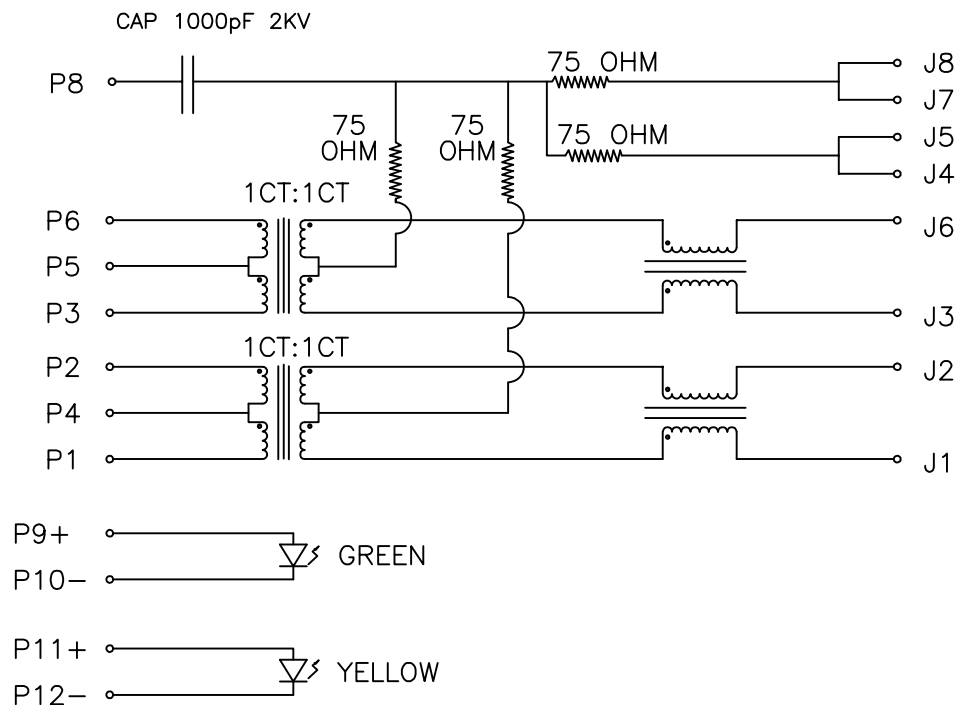 CAP 1000pF 2KV
P8
75 OHM
J8
J7
75
OHM
75
OHM
75 OHM
J5
J4
1CT:1CT
P6
J6
P5
P3
J3
1CT:1CT
P2
J2
P4
P1
J1
P9+
GREEN
P10-
P11+
YELLOW
P12-